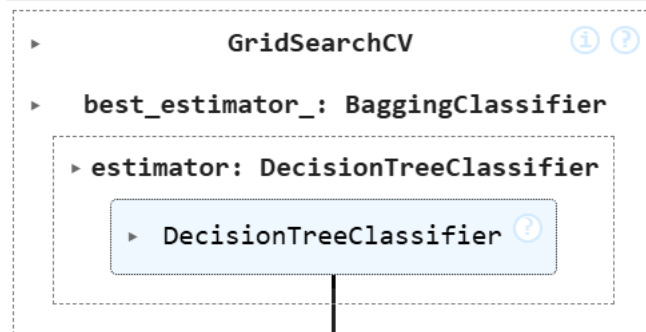 GridSearchCV i ?
best_estimator_: BaggingClassifier
estimator: DecisionTreeClassifier
DecisionTreeClassifier ?